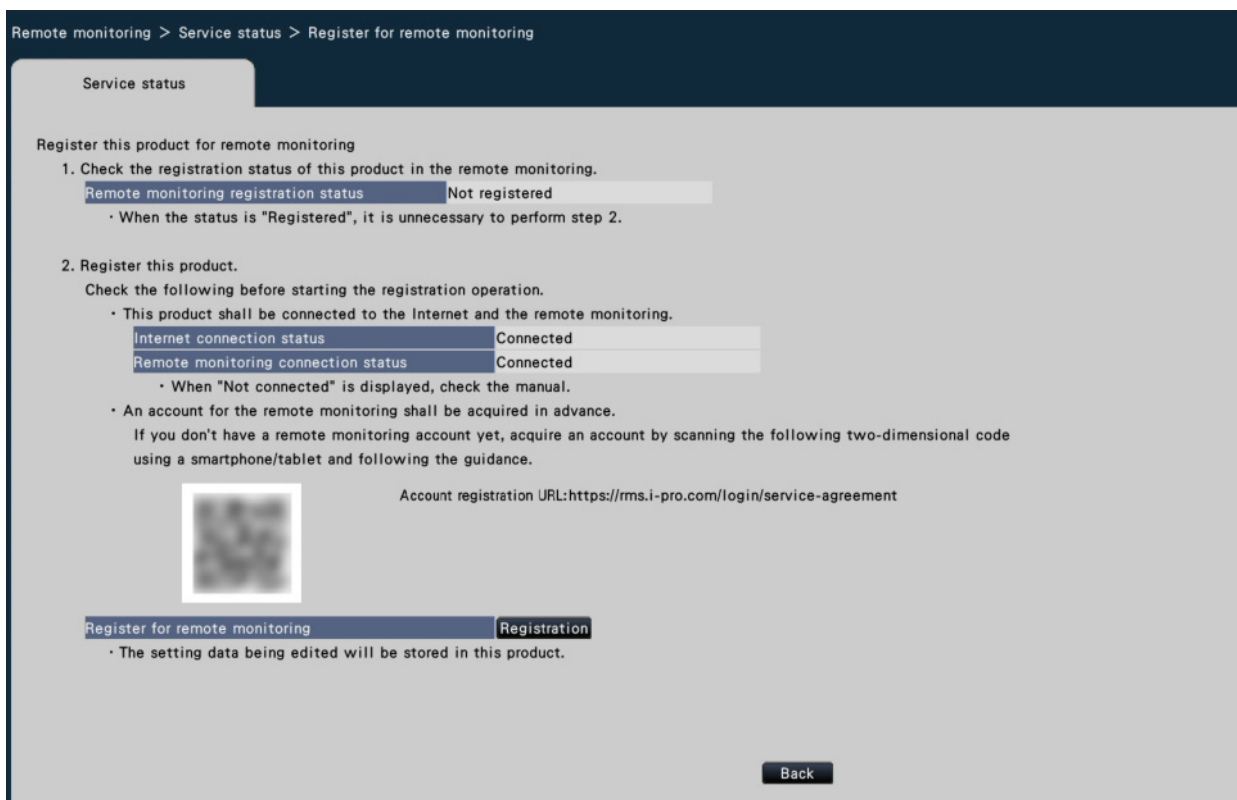 Remote monitoring > Service status > Register for remote monitoring
Service status
Register this product for remote monitoring
1. Check the registration status of this product in the remote monitoring.
Remote monitoring registration status Not registered
・When the status is "Registered", it is unnecessary to perform step 2.
2. Register this product.
Check the following before starting the registration operation.
・This product shall be connected to the Internet and the remote monitoring.
Internet connection status Connected
Remote monitoring connection status Connected
・When "Not connected" is displayed, check the manual.
・An account for the remote monitoring shall be acquired in advance.
If you don't have a remote monitoring account yet, acquire an account by scanning the following two-dimensional code
using a smartphone/tablet and following the guidance.
Account registration URL:https://rms.i-pro.com/login/service-agreement
Register for remote monitoring Registration
・The setting data being edited will be stored in this product.
Back